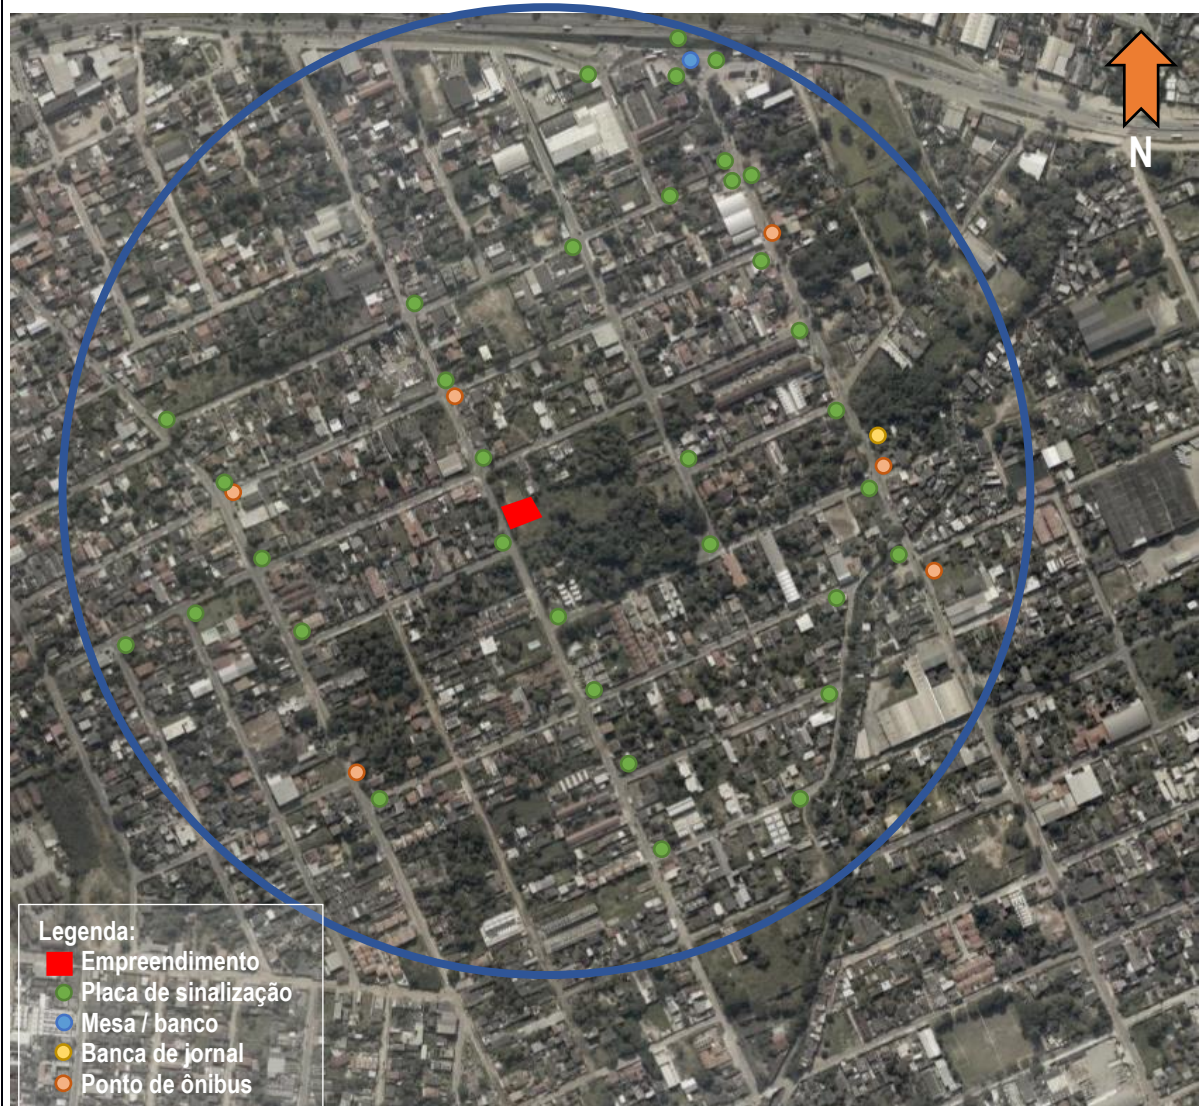 N
Legenda:
Empreendimento
Placa de sinalização
Mesa / banco
Banca de jornal
Ponto de ônibus